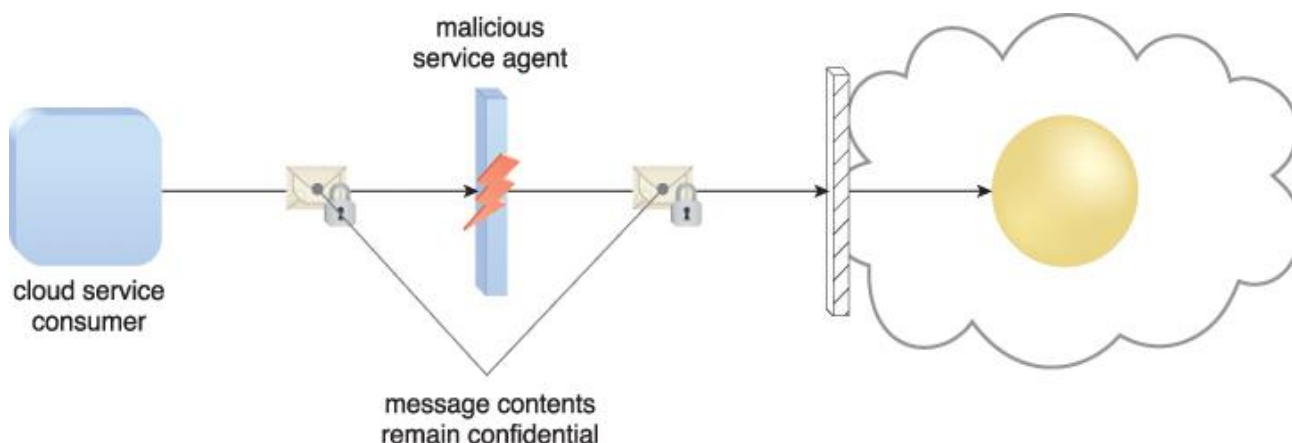 malicious
service agent
cloud service
consumer
message contents
remain confidential